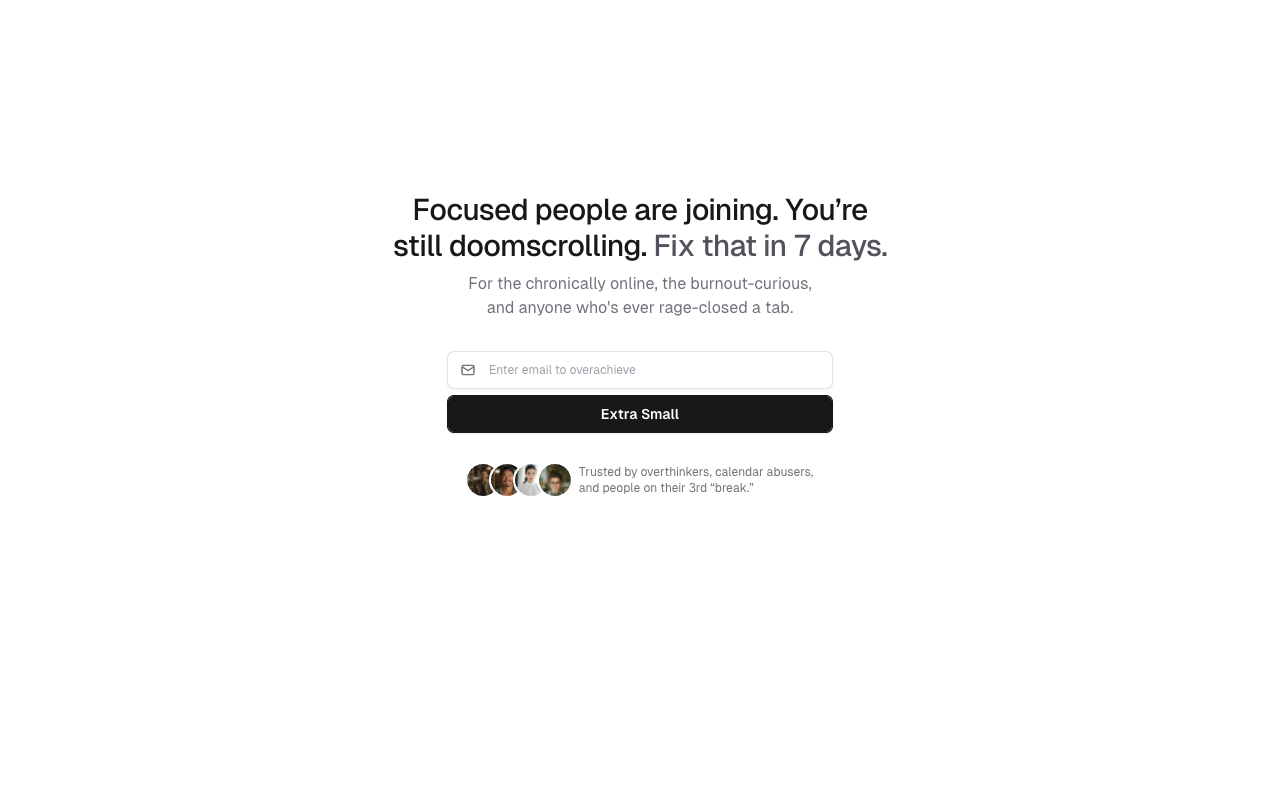 Focused people are joining. You’re
still doomscrolling. Fix that in 7 days.
For the chronically online, the burnout-curious,
and anyone who's ever rage-closed a tab.
Enter email to overachieve
Extra Small
Trusted by overthinkers, calendar abusers,
and people on their 3rd “break.”